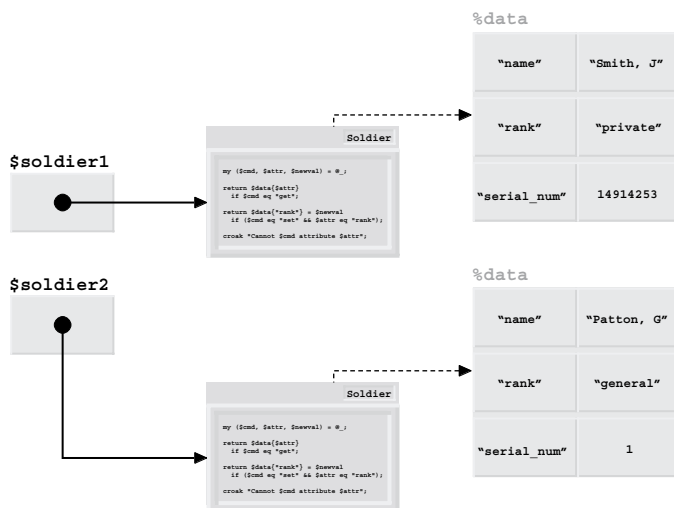 %data
“name” “Smith, J”
“rank” “private”
“serial_num” 14914253
$soldier1
Soldier
my ($cmd, $attr, $newval) = @_;
return $data{$attr}
if $cmd eq "get";
return $data{"rank"} = $newval
if ($cmd eq "set" && $attr eq "rank");
croak "Cannot $cmd attribute $attr";
%data
“name” “Patton, G”
“rank” “general”
“serial_num” 1
$soldier2
Soldier
my ($cmd, $attr, $newval) = @_;
return $data{$attr}
if $cmd eq "get";
return $data{"rank"} = $newval
if ($cmd eq "set" && $attr eq "rank");
croak "Cannot $cmd attribute $attr";